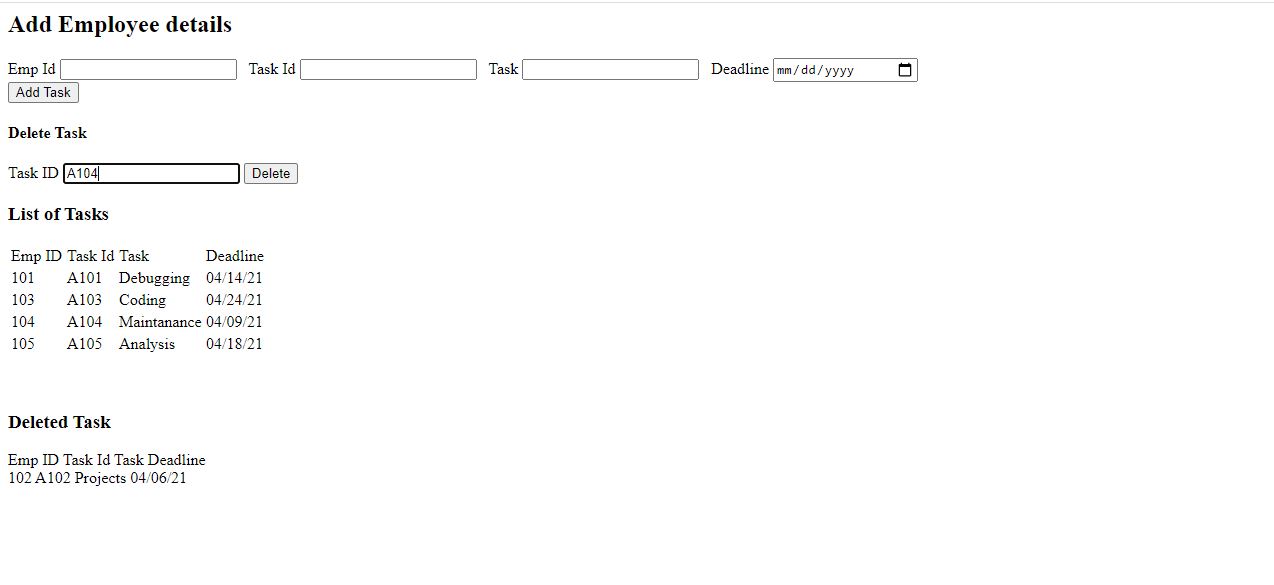 Add Employee details
Emp Id Task Id Task Deadline mm/dd/yyyy
Add Task
Delete Task
Task ID A104 Delete
List of Tasks
Emp ID Task Id Task Deadline
101 A101 Debugging 04/14/21
103 A103 Coding 04/24/21
104 A104 Maintanance 04/09/21
105 A105 Analysis 04/18/21
Deleted Task
Emp ID Task Id Task Deadline
102 A102 Projects 04/06/21